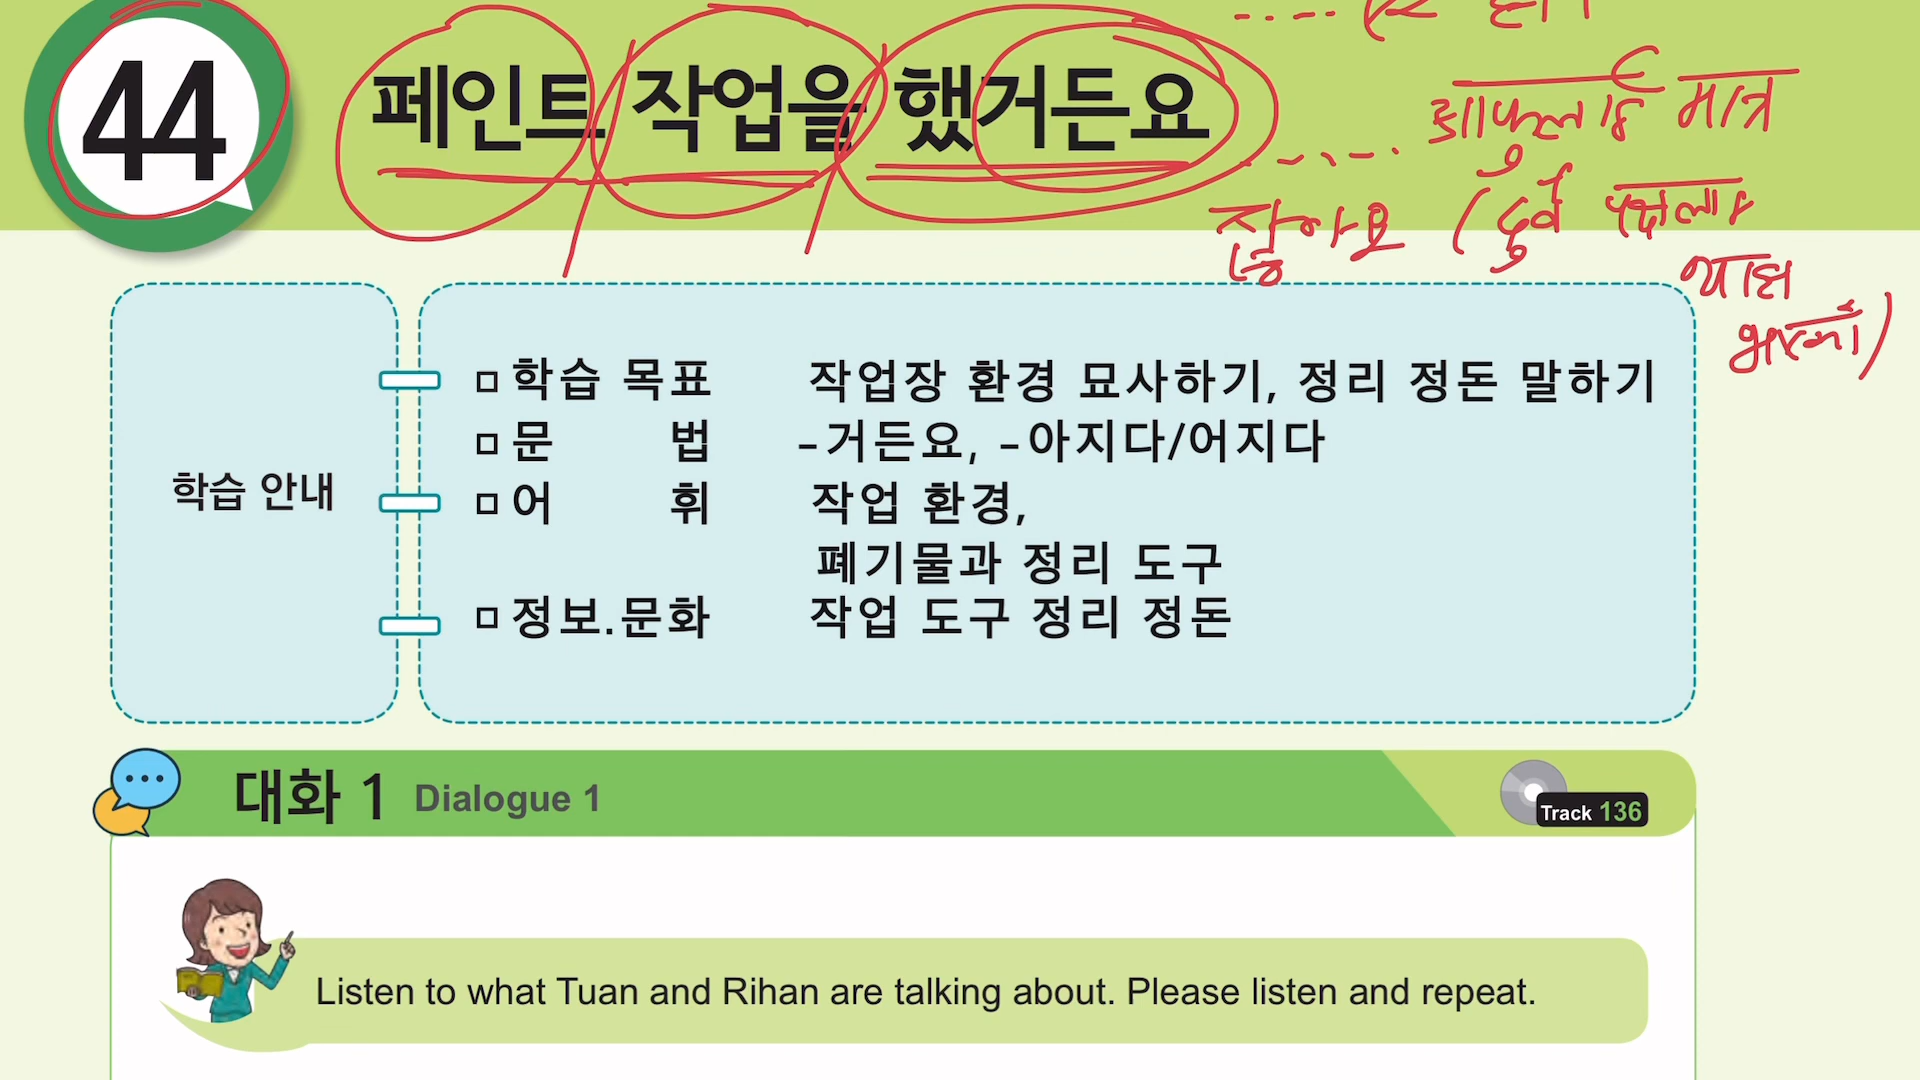 44 페인트 작업을 했거든요
잖아요
मात्र
पहिला
थाहा
학습 안내
□ 학습 목표 작업장 환경 묘사하기, 정리 정돈 말하기
□ 문 법 -거든요, -아지다/어지다
□ 어 휘 작업 환경,
폐기물과 정리 도구
□ 정보.문화 작업 도구 정리 정돈
대화 1 Dialogue 1
Track 136
Listen to what Tuan and Rihan are talking about. Please listen and repeat.